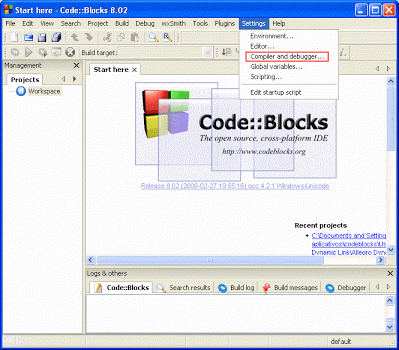 Start here - Code::Blocks 8.02
File Edit View Search Project Build Debug wxSmith Tools Plugins Settings Help
Environment...
Editor...
Compiler and debugger...
Global variables...
Scripting...
Edit startup script
Build target:
Management
Projects
Workspace
Start here
Code::Blocks
The open source, cross-platform IDE
http://www.codeblocks.org
Release 8.02 (2008-02-27 19:55:16) gcc 4.2.1 Windows/unicode
Recent projects
C:\Documents and Setting
aplicativos\codeblocks\Us
Dynamic Link\Allegro Dyna
Logs & others
Code::Blocks Search results Build log Build messages Debugger
default